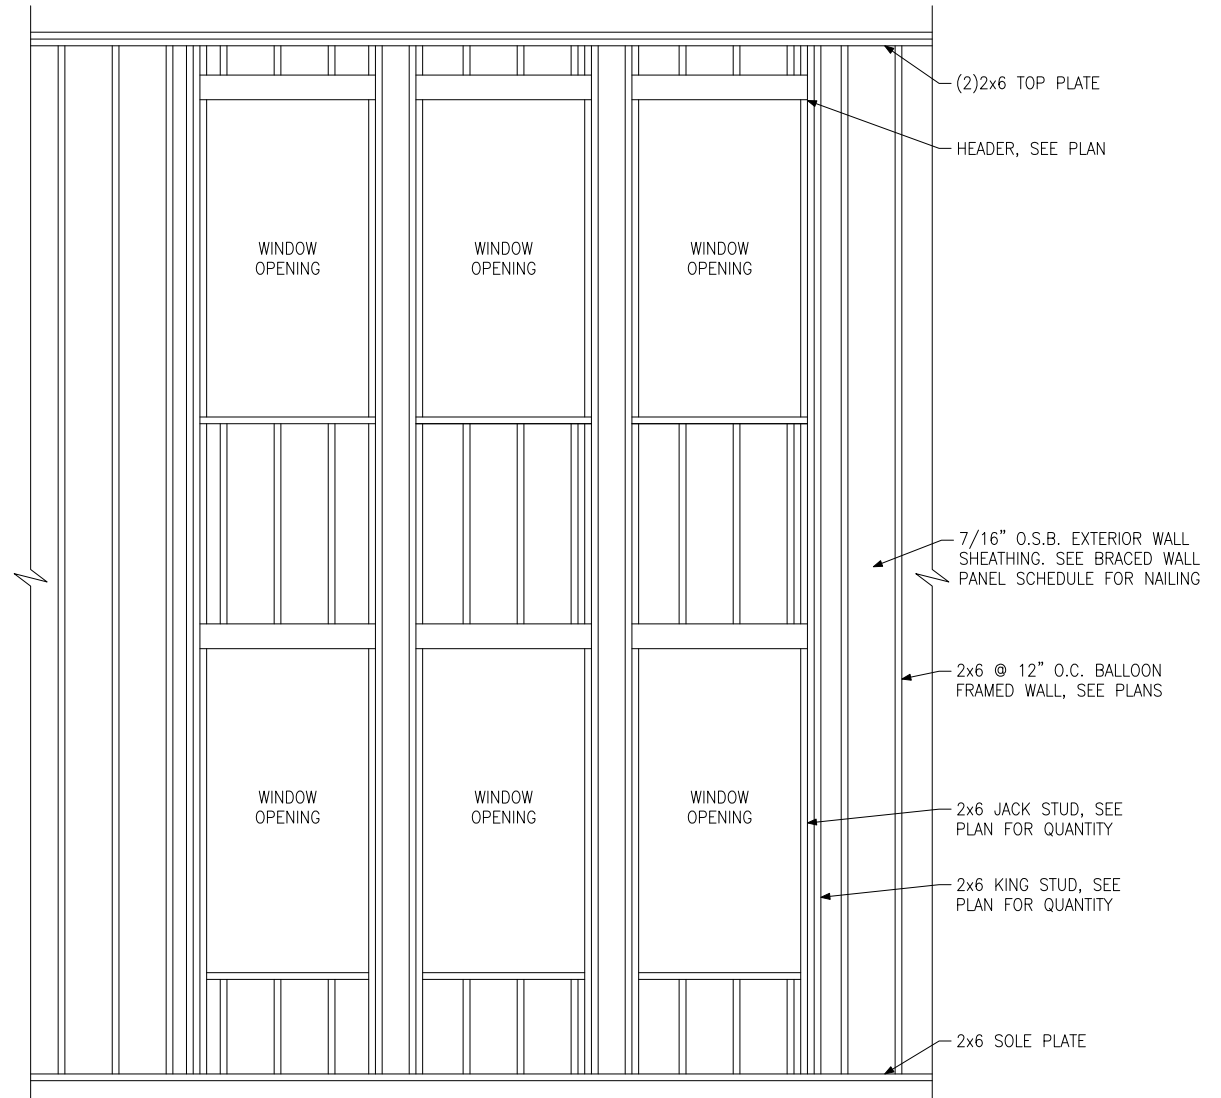 (2)2x6 TOP PLATE
HEADER, SEE PLAN
WINDOW
OPENING
WINDOW
OPENING
WINDOW
OPENING
7/16” O.S.B. EXTERIOR WALL
SHEATHING. SEE BRACED WALL
PANEL SCHEDULE FOR NAILING
2x6 @ 12” O.C. BALLOON
FRAMED WALL, SEE PLANS
WINDOW
OPENING
WINDOW
OPENING
WINDOW
OPENING
2x6 JACK STUD, SEE
PLAN FOR QUANTITY
2x6 KING STUD, SEE
PLAN FOR QUANTITY
2x6 SOLE PLATE